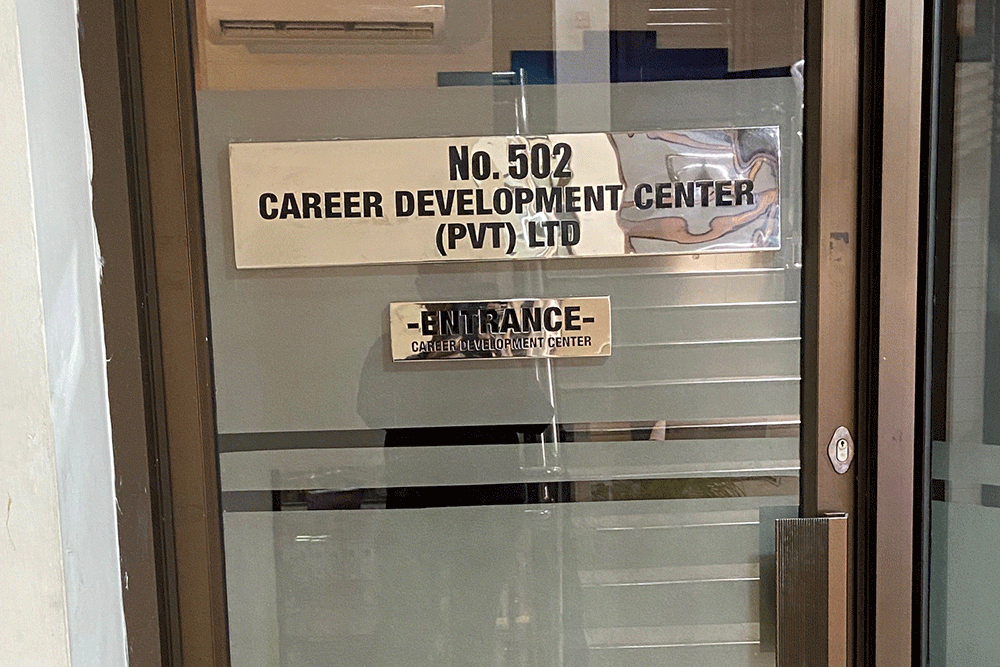 No. 502
CAREER DEVELOPMENT CENTER
(PVT) LTD
-ENTRANCE-
CAREER DEVELOPMENT CENTER